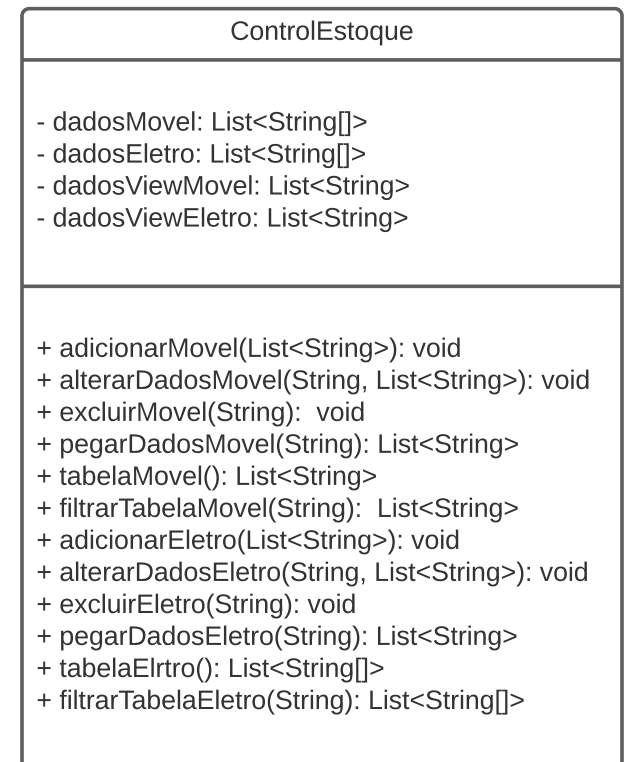 ControlEstoque
- dadosMovel: List<String[]>
- dadosEletro: List<String[]>
- dadosViewMovel: List<String>
- dadosViewEletro: List<String>
+ adicionarMovel(List<String>): void
+ alterarDadosMovel(String, List<String>): void
+ excluirMovel(String):  void
+ pegarDadosMovel(String): List<String>
+ tabelaMovel(): List<String>
+ filtrarTabelaMovel(String):  List<String>
+ adicionarEletro(List<String>): void
+ alterarDadosEletro(String, List<String>): void
+ excluirEletro(String): void
+ pegarDadosEletro(String): List<String>
+ tabelaElrtro(): List<String[]>
+ filtrarTabelaEletro(String): List<String[]>